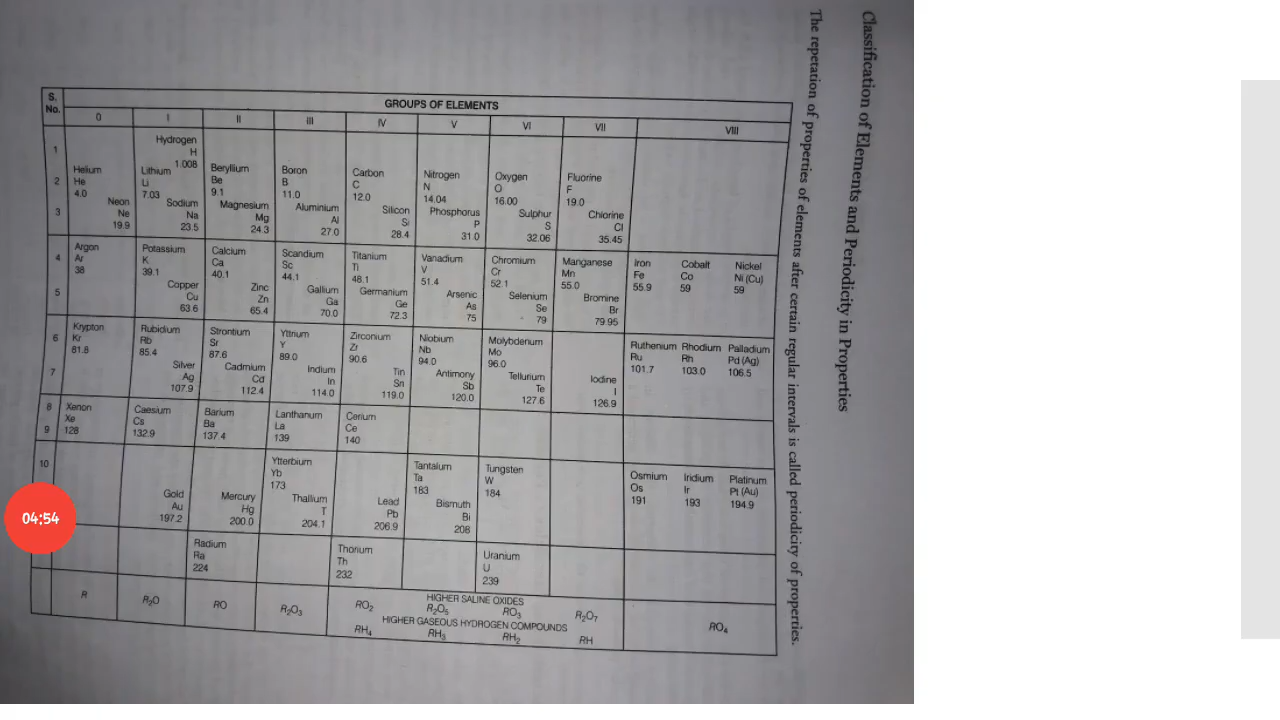 Classification of Elements and Periodicity in Properties
The repetation of properties of elements after certain regular intervals is called periodicity of properties.
S. No.
GROUPS OF ELEMENTS
0 I II III IV V VI VII VIII
1
Hydrogen
H
1.008
2
Helium Lithium Beryllium Boron Carbon Nitrogen Oxygen Fluorine
He Li Be B C N O F
4.0 7.03 9.1 11.0 12.0 14.04 16.00 19.0
3
Neon Sodium Magnesium Aluminium Silicon Phosphorus Sulphur Chlorine
Ne Na Mg Al Si P S Cl
19.9 23.5 24.3 27.0 28.4 31.0 32.06 35.45
4
Argon Potassium Calcium Scandium Titanium Vanadium Chromium Manganese Iron Cobalt Nickel
Ar K Ca Sc Ti V Cr Mn Fe Co Ni (Cu)
38 39.1 40.1 44.1 48.1 51.4 52.1 55.0 55.9 59 59
5
Copper Zinc Gallium Germanium Arsenic Selenium Bromine
Cu Zn Ga Ge As Se Br
63.6 65.4 70.0 72.3 75 79 79.95
6
Krypton Rubidium Strontium Yttrium Zirconium Niobium Molybdenum Ruthenium Rhodium Palladium
Kr Rb Sr Y Zr Nb Mo Ru Rh Pd (Ag)
81.8 85.4 87.6 89.0 90.6 94.0 96.0 101.7 103.0 106.5
7
Silver Cadmium Indium Tin Antimony Tellurium Iodine
Ag Cd In Sn Sb Te I
107.9 112.4 114.0 119.0 120.0 127.6 126.9
8
Xenon Caesium Barium Lanthanum Cerium
Xe Cs Ba La Ce
128 132.9 137.4 139 140
9
10
Ytterbium Tantalum Tungsten Osmium Iridium Platinum
Yb Ta W Os Ir Pt (Au)
173 183 184 191 193 194.9
Gold Mercury Thallium Lead Bismuth
Au Hg T Pb Bi
197.2 200.0 204.1 206.9 208
Radium Thorium Uranium
Ra Th U
224 232 239
HIGHER SALINE OXIDES
R R₂O RO R₂O₃ RO₂ R₂O₅ RO₃ R₂O₇ RO₄
HIGHER GASEOUS HYDROGEN COMPOUNDS
RH₄ RH₃ RH₂ RH
04:54